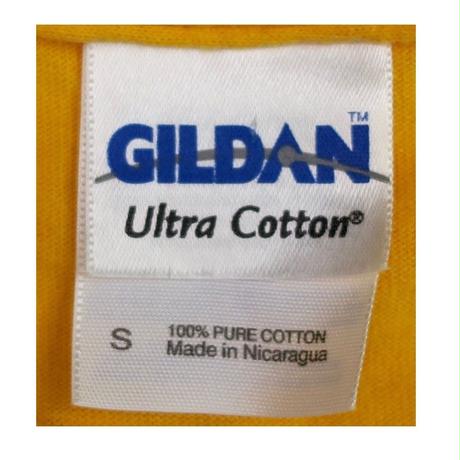 GILDAN™
Ultra Cotton®
S
100% PURE COTTON
Made in Nicaragua